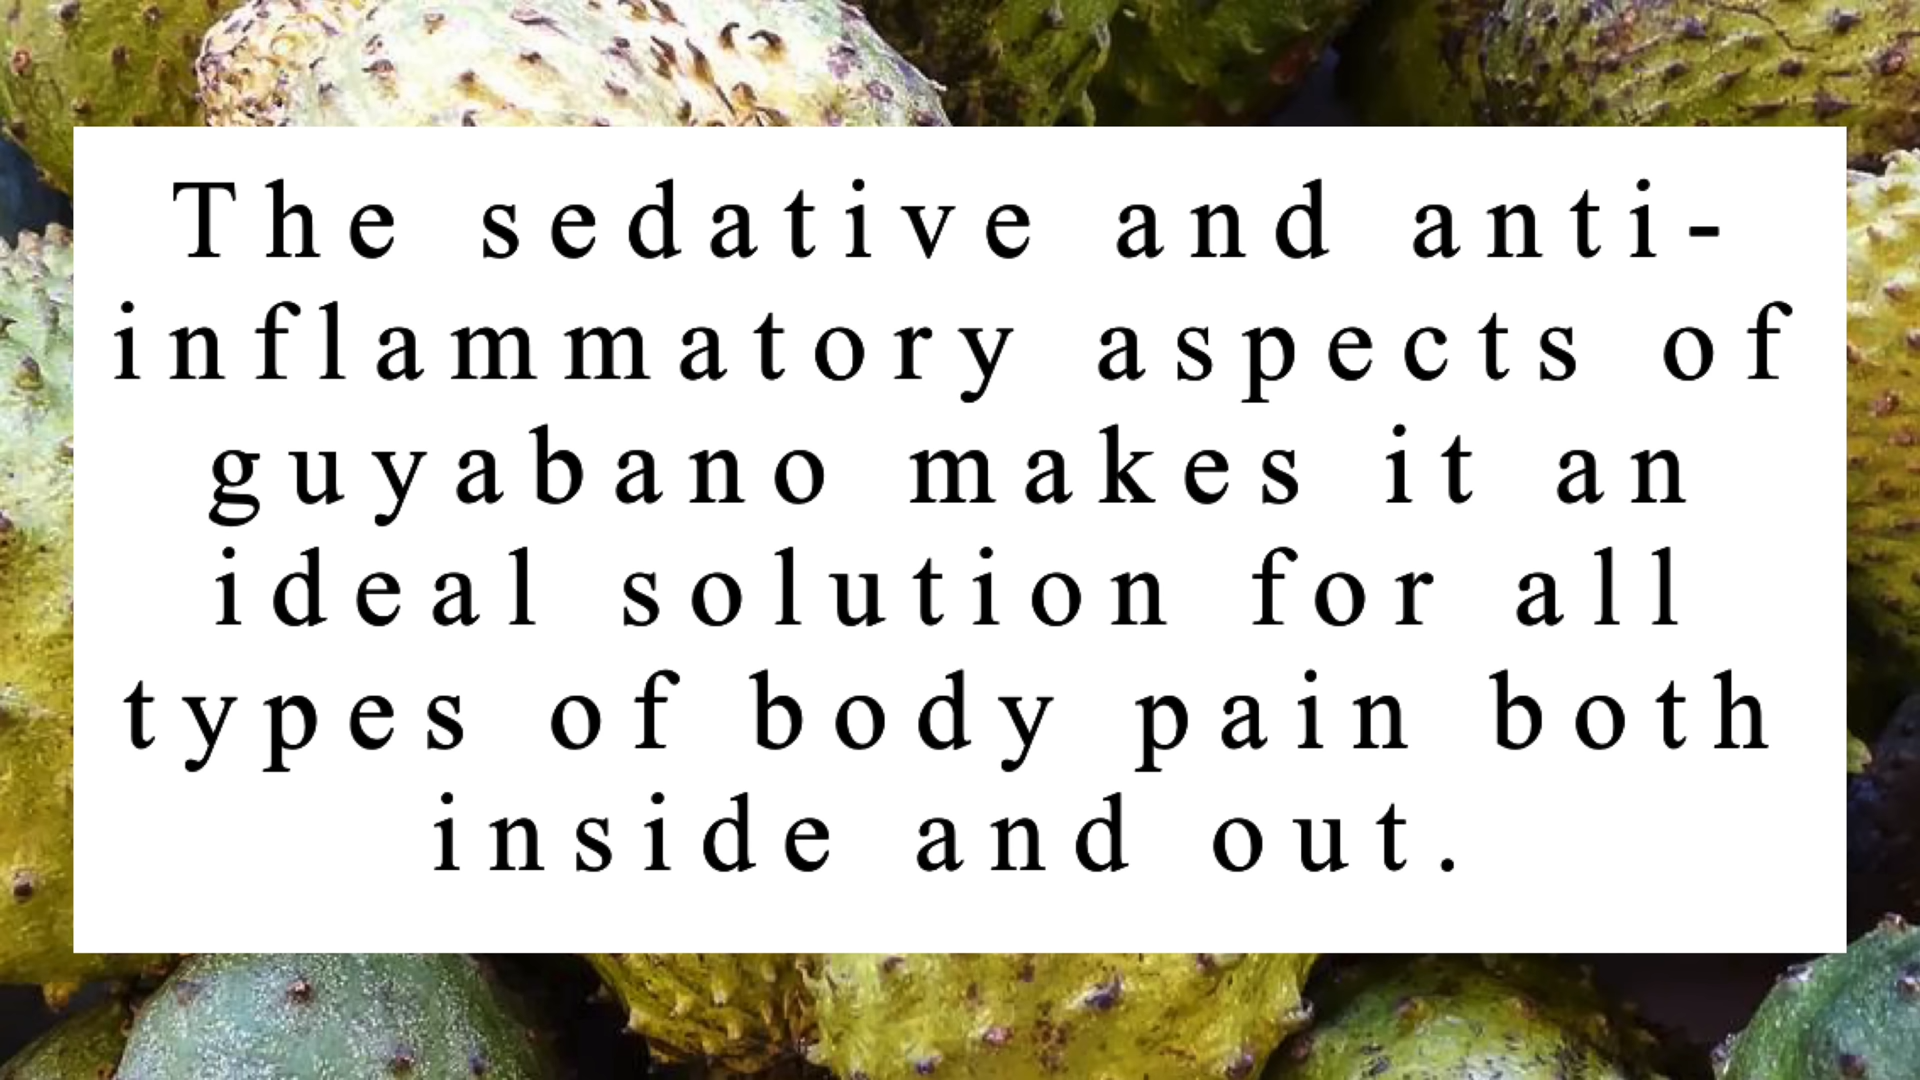 The sedative and anti-
inflammatory aspects of
guyabano makes it an
ideal solution for all
types of body pain both
inside and out.